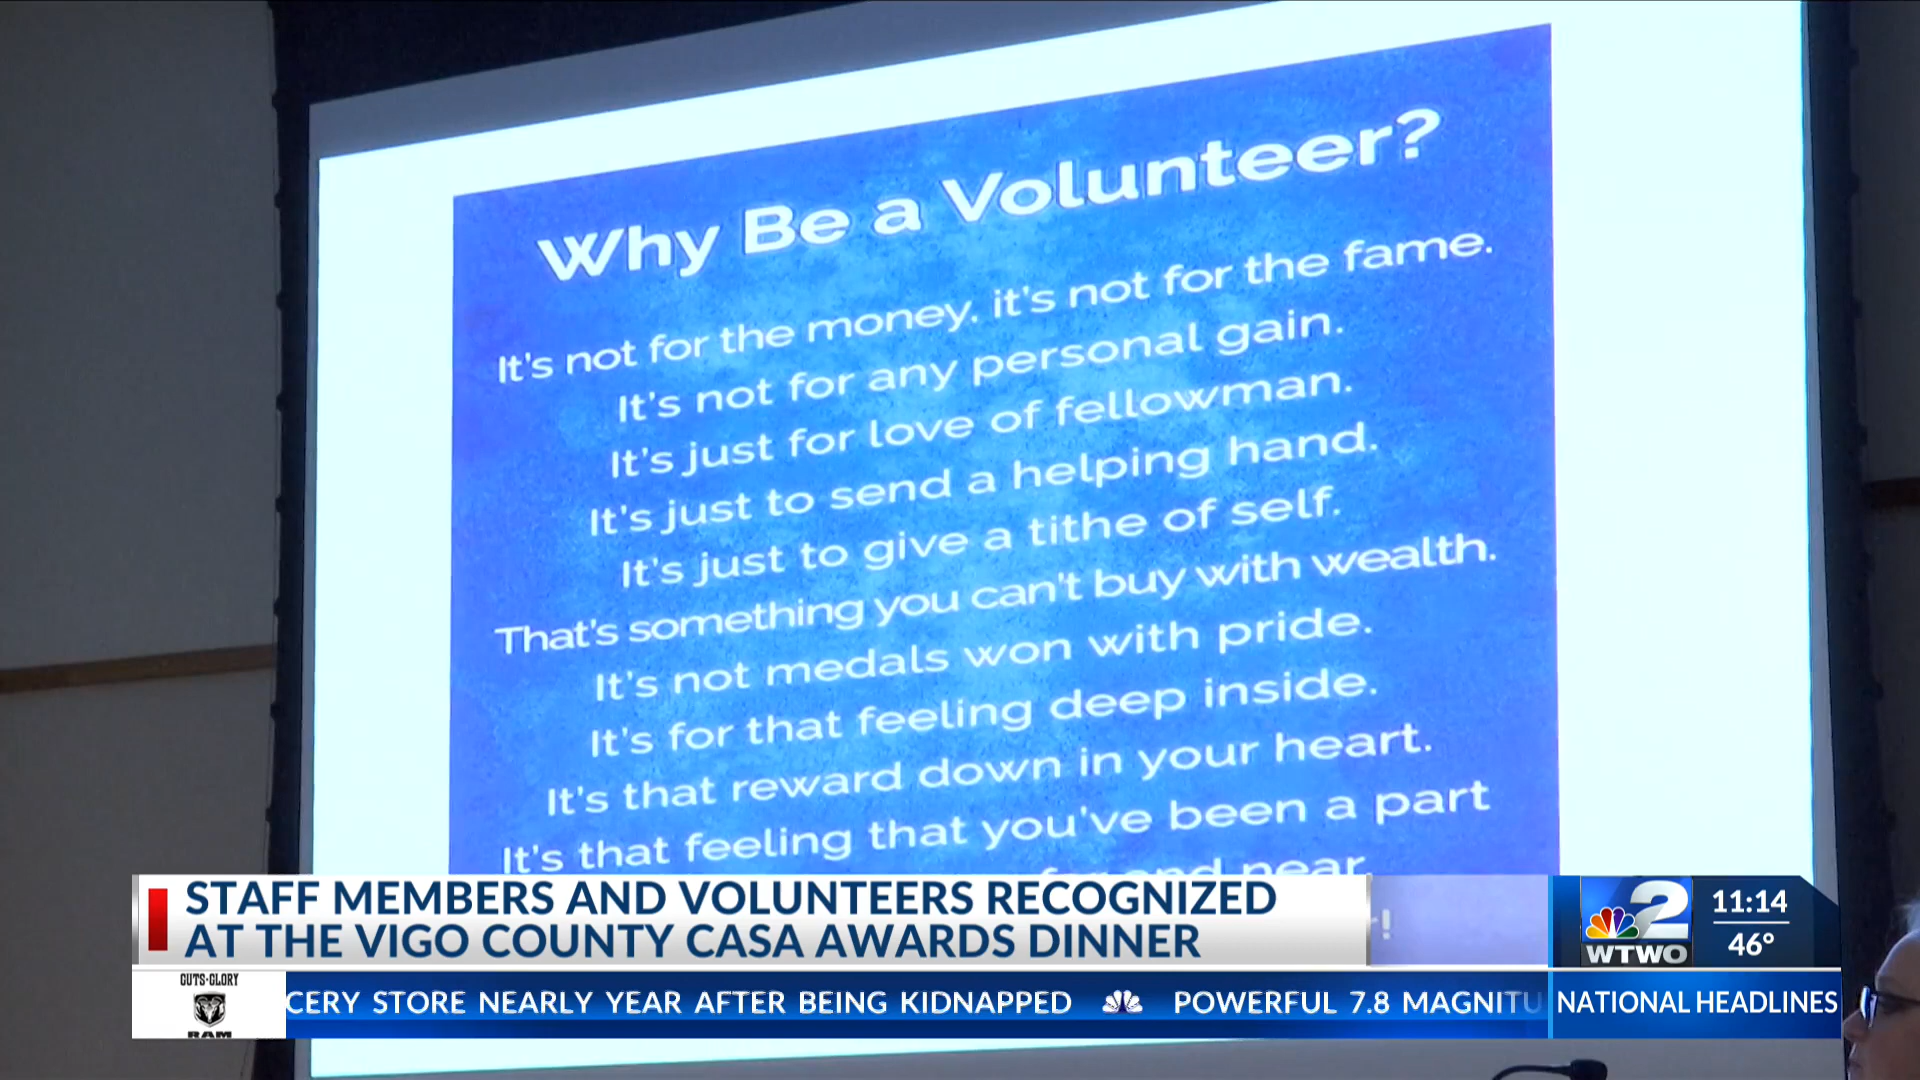 Why Be a Volunteer?
It's not for the money, it's not for the fame.
It's not for any personal gain.
It's just for love of fellowman.
It's just to send a helping hand.
It's just to give a tithe of self.
That's something you can't buy with wealth.
It's not medals won with pride.
It's for that feeling deep inside.
It's that reward down in your heart.
It's that feeling that you've been a part
and near
STAFF MEMBERS AND VOLUNTEERS RECOGNIZED
AT THE VIGO COUNTY CASA AWARDS DINNER
2
WTWO
11:14
46°
GUTS·GLORY
RAM
CERY STORE NEARLY YEAR AFTER BEING KIDNAPPED POWERFUL 7.8 MAGNITU
NATIONAL HEADLINES